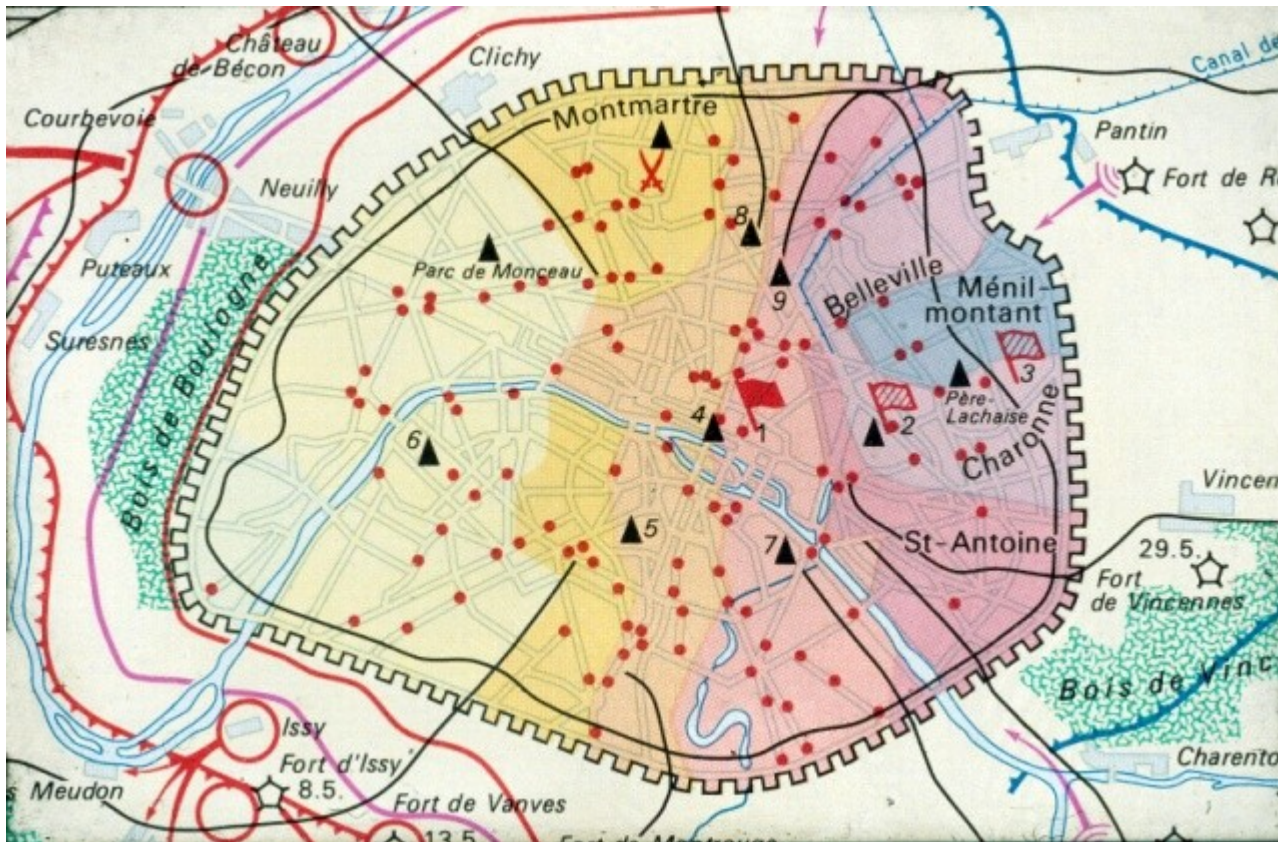 Château
de-Bécon
Clichy
Canal de
Courbevoie
Montmartre
Pantin
Neuilly
Fort de
8
Puteaux
Parc de Monceau
Belleville
9
Ménil-
montant
Suresnes
Bois de Boulogne
3
Père-
Lachaise
4
1
2
6
Charonne
Vincen
5
7
St-Antoine
29.5.
Fort
de Vincennes
Bois de Vinc
Issy
Fort d'Issy
8.5.
Charento
s Meudon
Fort de Vanves
13.5.